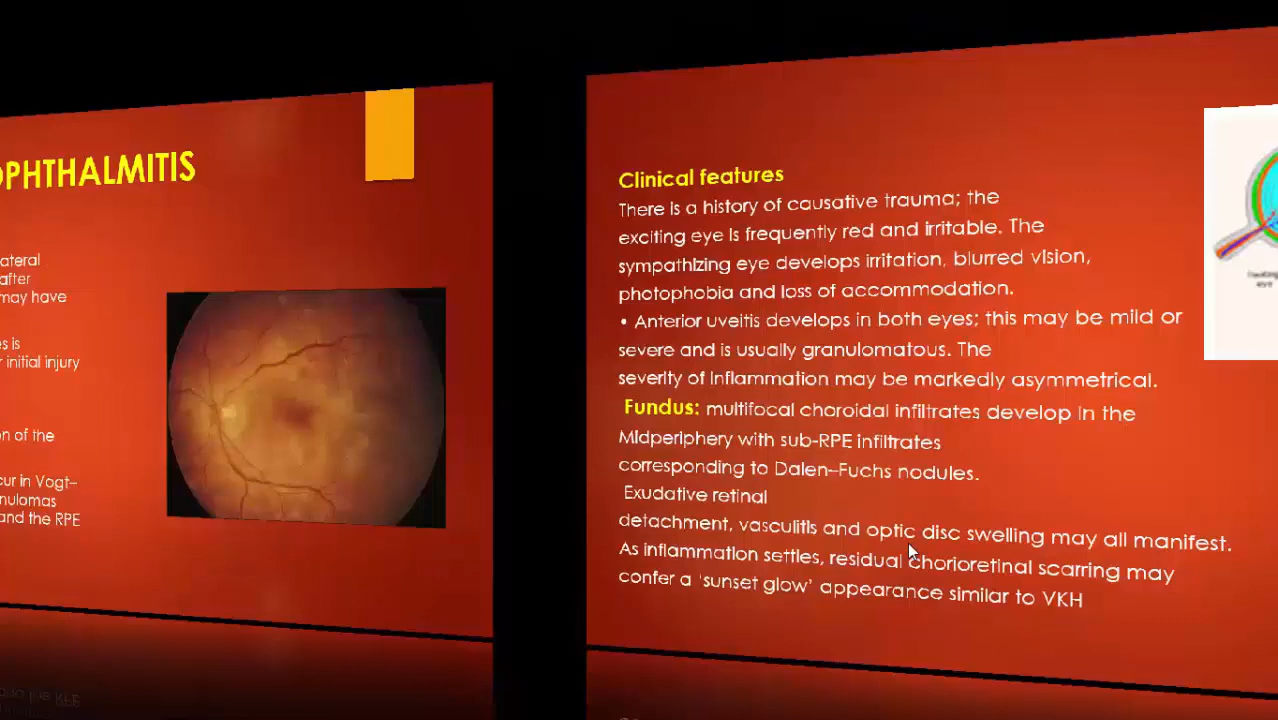 OPHTHALMITIS
ateral
after
may have
es is
r initial injury
on of the
cur in Vogt–
nulomas
and the RPE
Clinical features
There is a history of causative trauma; the
exciting eye is frequently red and irritable. The
sympathizing eye develops irritation, blurred vision,
photophobia and loss of accommodation.
• Anterior uveitis develops in both eyes; this may be mild or
severe and is usually granulomatous. The
severity of inflammation may be markedly asymmetrical.
Fundus: multifocal choroidal infiltrates develop in the
Midperiphery with sub-RPE infiltrates
corresponding to Dalen–Fuchs nodules.
Exudative retinal
detachment, vasculitis and optic disc swelling may all manifest.
As inflammation settles, residual chorioretinal scarring may
confer a 'sunset glow' appearance similar to VKH
eye